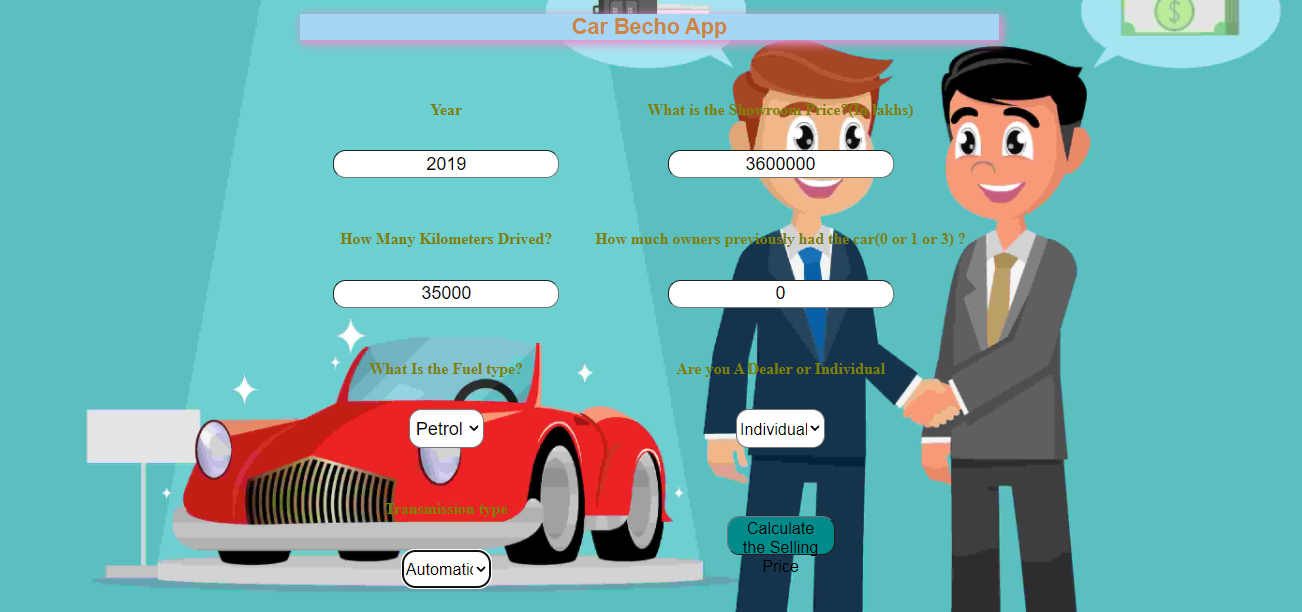 Car Becho App
Year
What is the Showroom Price?(In lakhs)
2019
3600000
How Many Kilometers Drived?
How much owners previously had the car(0 or 1 or 3) ?
35000
0
What Is the Fuel type?
Are you A Dealer or Individual
Petrol
Individual
Transmission type
Calculate
the Selling
Price
Automatic